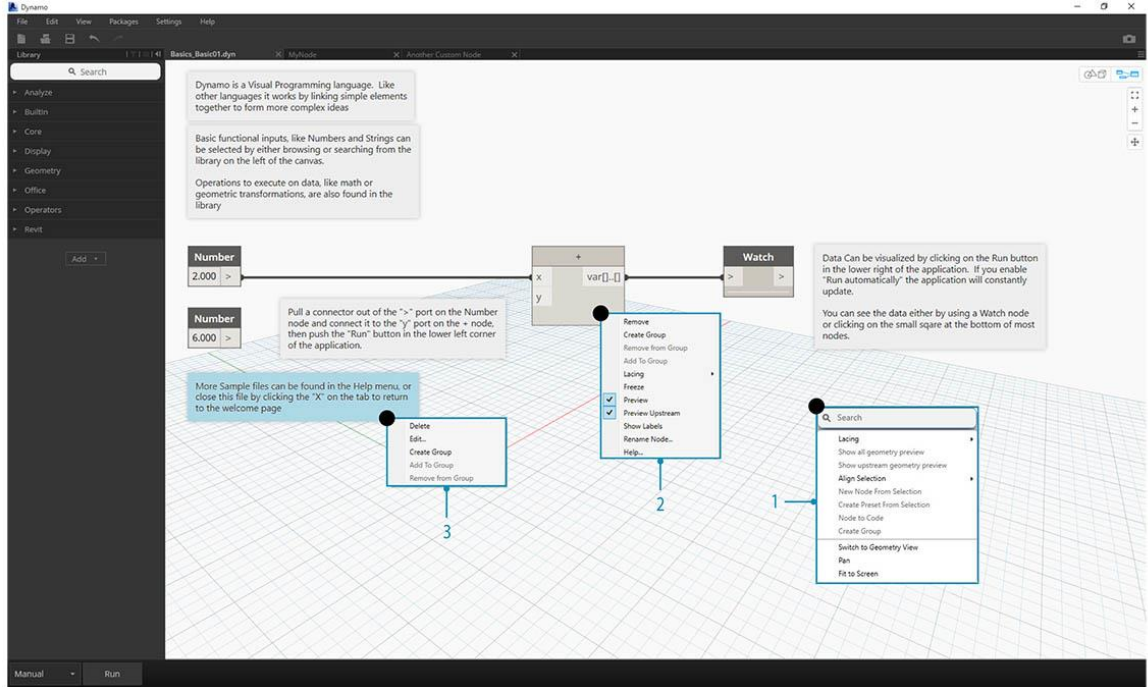 Dynamo
File Edit View Packages Settings Help
Library
Basics_Basic01.dyn X MyNode X Another Custom Node X
Search
Analyze
BuiltIn
Core
Display
Geometry
Office
Operators
Revit
Add
Dynamo is a Visual Programming language. Like
other languages it works by linking simple elements
together to form more complex ideas
Basic functional inputs, like Numbers and Strings can
be selected by either browsing or searching from the
library on the left of the canvas.
Operations to execute on data, like math or
geometric transformations, are also found in the
library
Number
2.000 >
Number
6.000 >
+
x var[]..[]
y
Watch
> >
Data Can be visualized by clicking on the Run button
in the lower right of the application. If you enable
"Run automatically" the application will constantly
update.
You can see the data either by using a Watch node
or clicking on the small sqare at the bottom of most
nodes.
Pull a connector out of the ">" port on the Number
node and connect it to the "y" port on the + node,
then push the "Run" button in the lower left corner
of the application.
More Sample files can be found in the Help menu, or
close this file by clicking the "X" on the tab to return
to the welcome page
Delete
Edit...
Create Group
Add To Group
Remove from Group
3
Remove
Create Group
Remove from Group
Add To Group
Lacing
Freeze
Preview
Preview Upstream
Show Labels
Rename Node...
Help...
2
Search
Lacing
Show all geometry preview
Show upstream geometry preview
Align Selection
New Node From Selection
Create Preset From Selection
Node to Code
Create Group
Switch to Geometry View
Pan
Fit to Screen
1
Manual Run